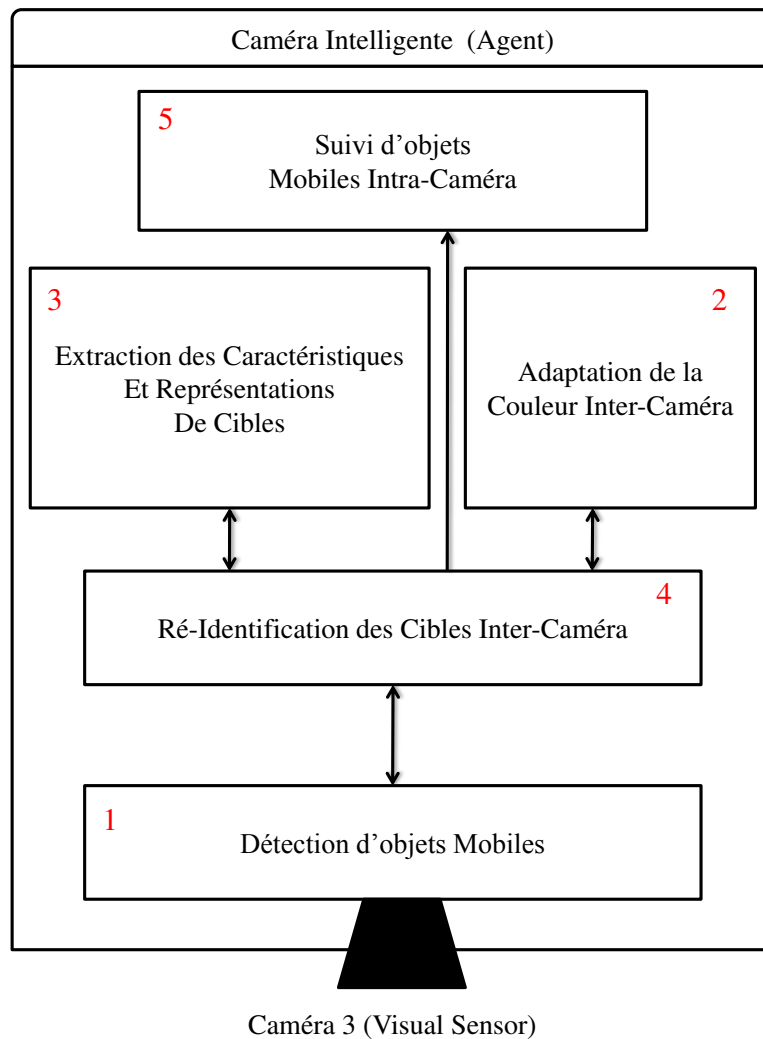 Caméra Intelligente (Agent)
5
Suivi d'objets
Mobiles Intra-Caméra
3
Extraction des Caractéristiques
Et Représentations
De Cibles
2
Adaptation de la
Couleur Inter-Caméra
4
Ré-Identification des Cibles Inter-Caméra
1
Détection d'objets Mobiles
Caméra 3 (Visual Sensor)